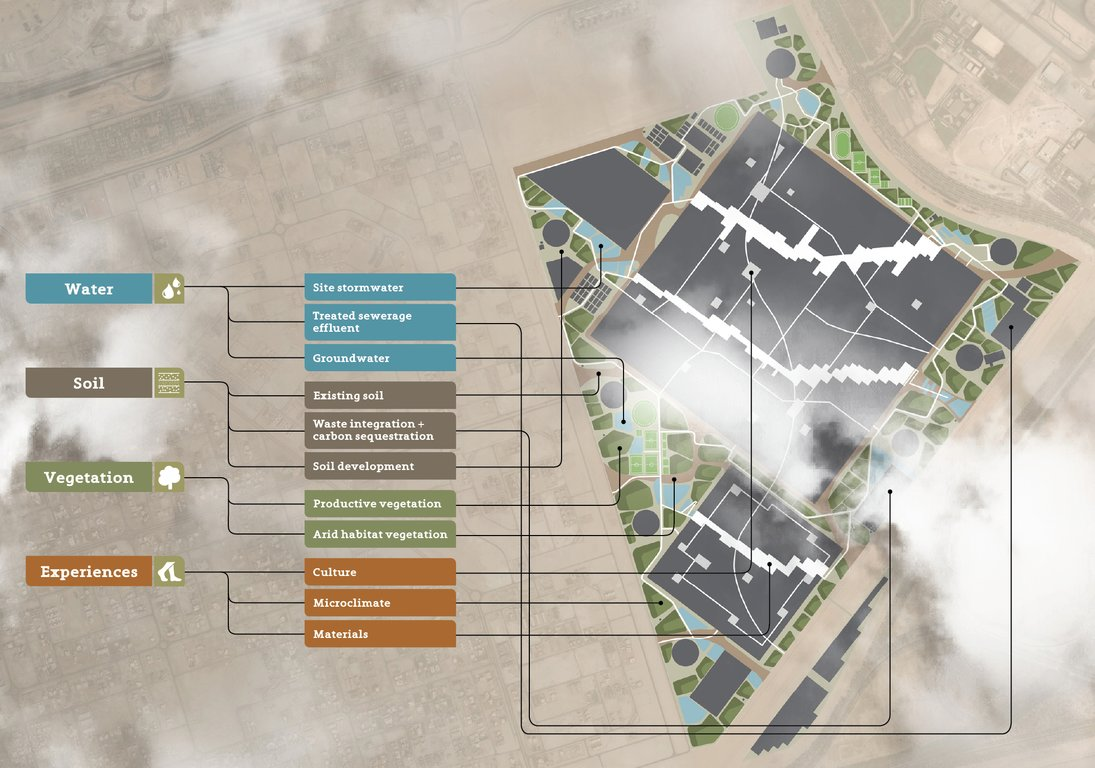 Water
Site stormwater
Treated sewerage
effluent
Groundwater
Soil
Existing soil
Waste integration +
carbon sequestration
Soil development
Vegetation
Productive vegetation
Arid habitat vegetation
Experiences
Culture
Microclimate
Materials